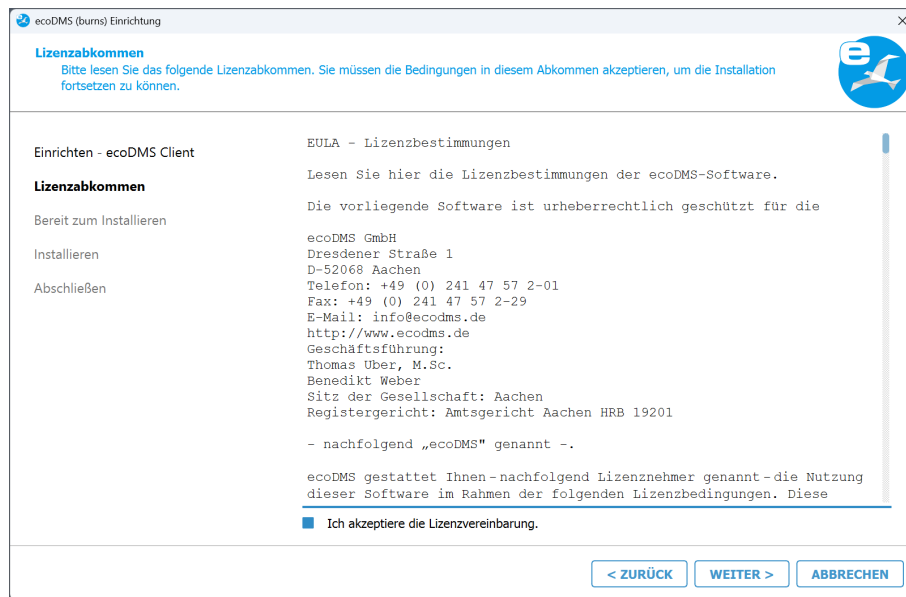 ecoDMS (burns) Einrichtung
Lizenzabkommen
Bitte lesen Sie das folgende Lizenzabkommen. Sie müssen die Bedingungen in diesem Abkommen akzeptieren, um die Installation
fortsetzen zu können.
e
Einrichten - ecoDMS Client
Lizenzabkommen
Bereit zum Installieren
Installieren
Abschließen
EULA - Lizenzbestimmungen
Lesen Sie hier die Lizenzbestimmungen der ecoDMS-Software.
Die vorliegende Software ist urheberrechtlich geschützt für die
ecoDMS GmbH
Dresdener Straße 1
D-52068 Aachen
Telefon: +49 (0) 241 47 57 2-01
Fax: +49 (0) 241 47 57 2-29
E-Mail: info@ecodms.de
http://www.ecodms.de
Geschäftsführung:
Thomas Uber, M.Sc.
Benedikt Weber
Sitz der Gesellschaft: Aachen
Registergericht: Amtsgericht Aachen HRB 19201
- nachfolgend „ecoDMS" genannt -.
ecoDMS gestattet Ihnen – nachfolgend Lizenznehmer genannt – die Nutzung
dieser Software im Rahmen der folgenden Lizenzbedingungen. Diese
Ich akzeptiere die Lizenzvereinbarung.
< ZURÜCK
WEITER >
ABBRECHEN